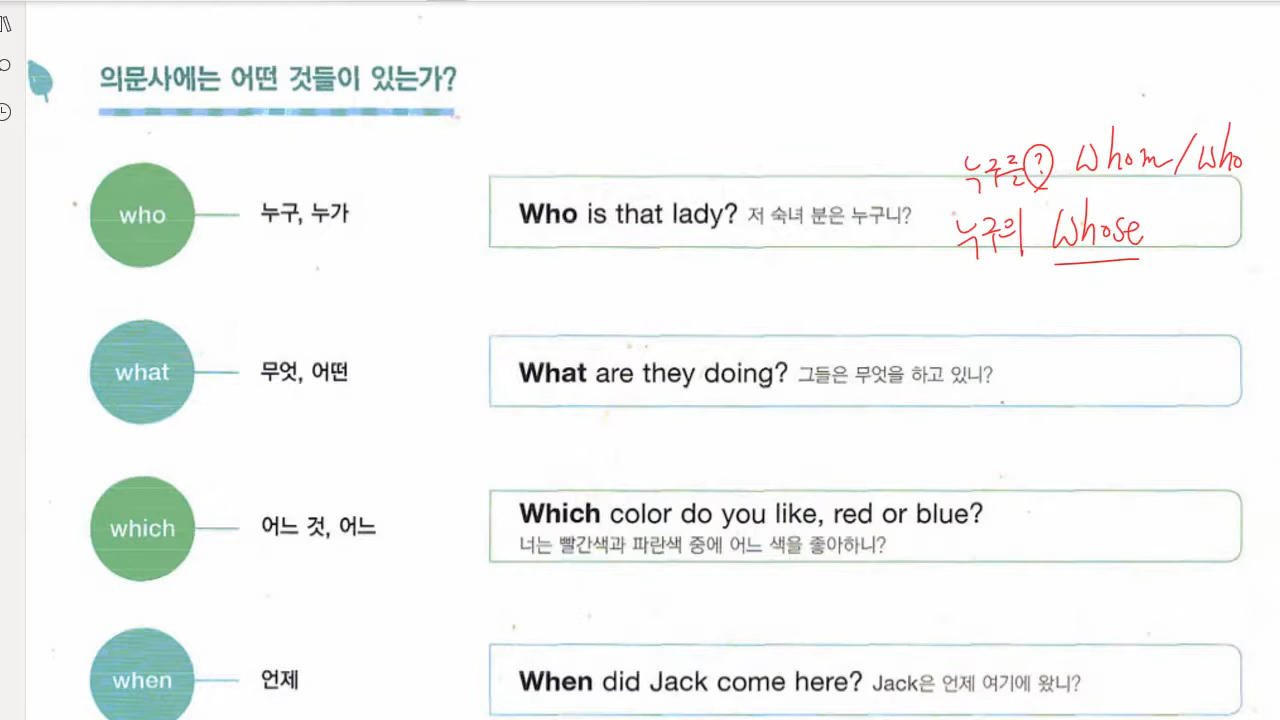 의문사에는 어떤 것들이 있는가?
누구를? whom/who
who 누구, 누가 Who is that lady? 저 숙녀 분은 누구니?
누구의 whose
what 무엇, 어떤 What are they doing? 그들은 무엇을 하고 있니?
which 어느 것, 어느 Which color do you like, red or blue?
너는 빨간색과 파란색 중에 어느 색을 좋아하니?
when 언제 When did Jack come here? Jack은 언제 여기에 왔니?